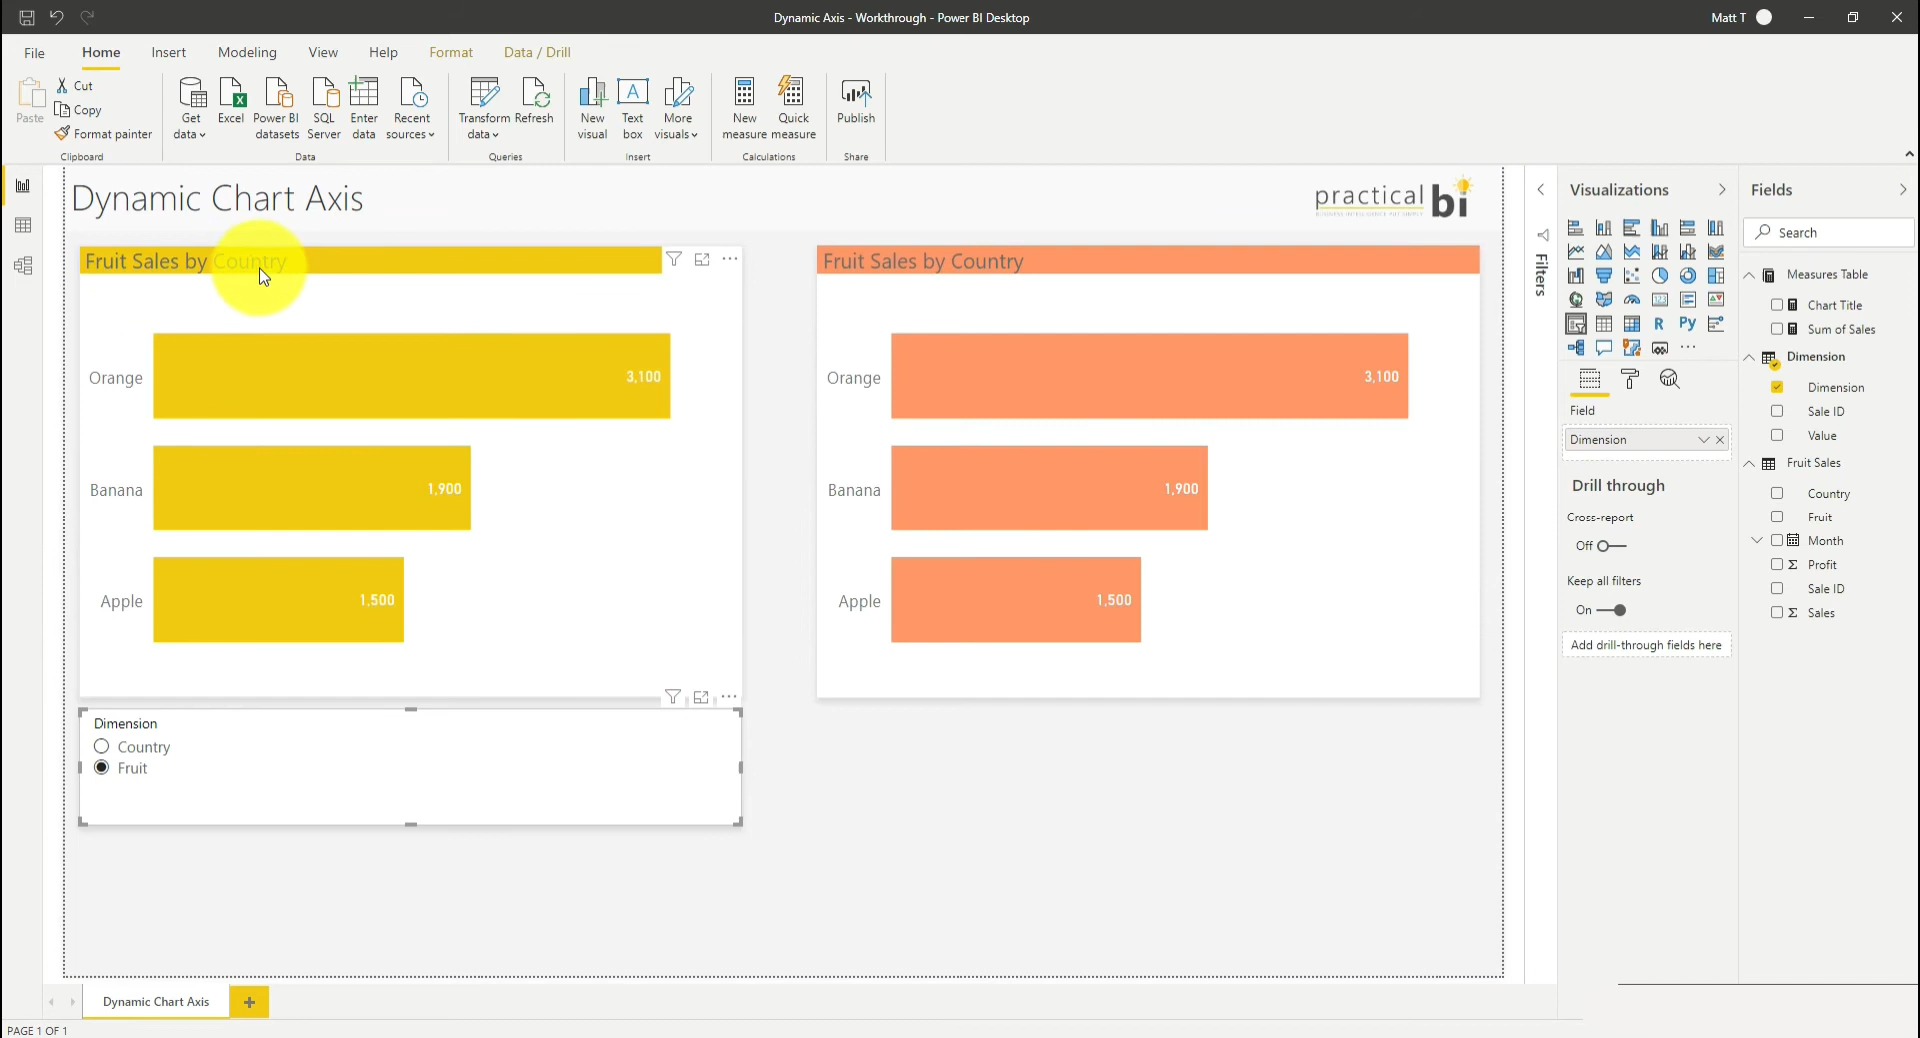 Dynamic Axis - Workthrough - Power BI Desktop
Matt T
File Home Insert Modeling View Help Format Data / Drill
Paste
Cut
Copy
Format painter
Get data
Excel
Power BI datasets
SQL Server
Enter data
Recent sources
Transform data
Refresh
New visual
Text box
More visuals
New measure
Quick measure
Publish
Clipboard
Data
Queries
Insert
Calculations
Share
Dynamic Chart Axis
practical bi
Fruit Sales by Country
Orange 3,100
Banana 1,900
Apple 1,500
Fruit Sales by Country
Orange 3,100
Banana 1,900
Apple 1,500
Dimension
Country
Fruit
Filters
Visualizations
R
Py
Field
Dimension
Drill through
Cross-report
Off
Keep all filters
On
Add drill-through fields here
Fields
Search
Measures Table
Chart Title
Sum of Sales
Dimension
Dimension
Sale ID
Value
Fruit Sales
Country
Fruit
Month
Profit
Sale ID
Sales
Dynamic Chart Axis
PAGE 1 OF 1